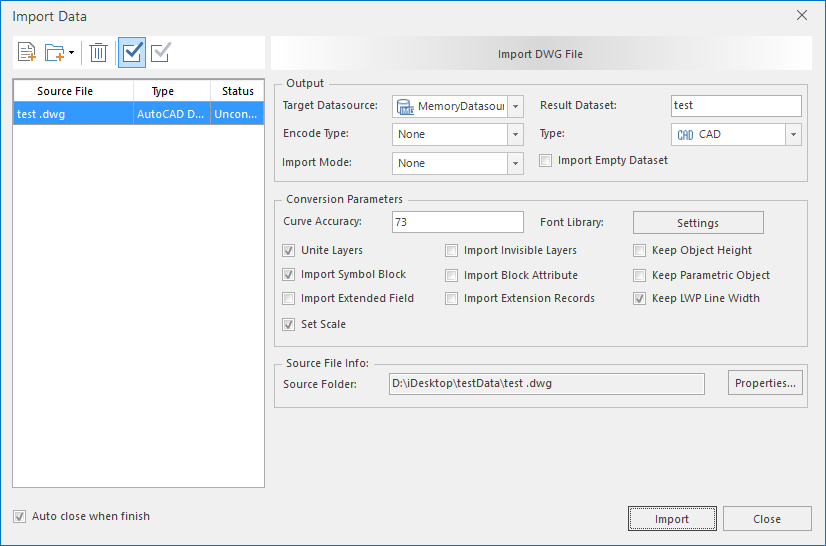 Import Data
Import DWG File
Source File Type Status
test .dwg AutoCAD D... Uncon...
Output
Target Datasource: MemoryDatasour Result Dataset: test
Encode Type: None Type: CAD CAD
Import Mode: None Import Empty Dataset
Conversion Parameters
Curve Accuracy: 73 Font Library: Settings
Unite Layers Import Invisible Layers Keep Object Height
Import Symbol Block Import Block Attribute Keep Parametric Object
Import Extended Field Import Extension Records Keep LWP Line Width
Set Scale
Source File Info:
Source Folder: D:\iDesktop\testData\test .dwg Properties...
Auto close when finish Import Close